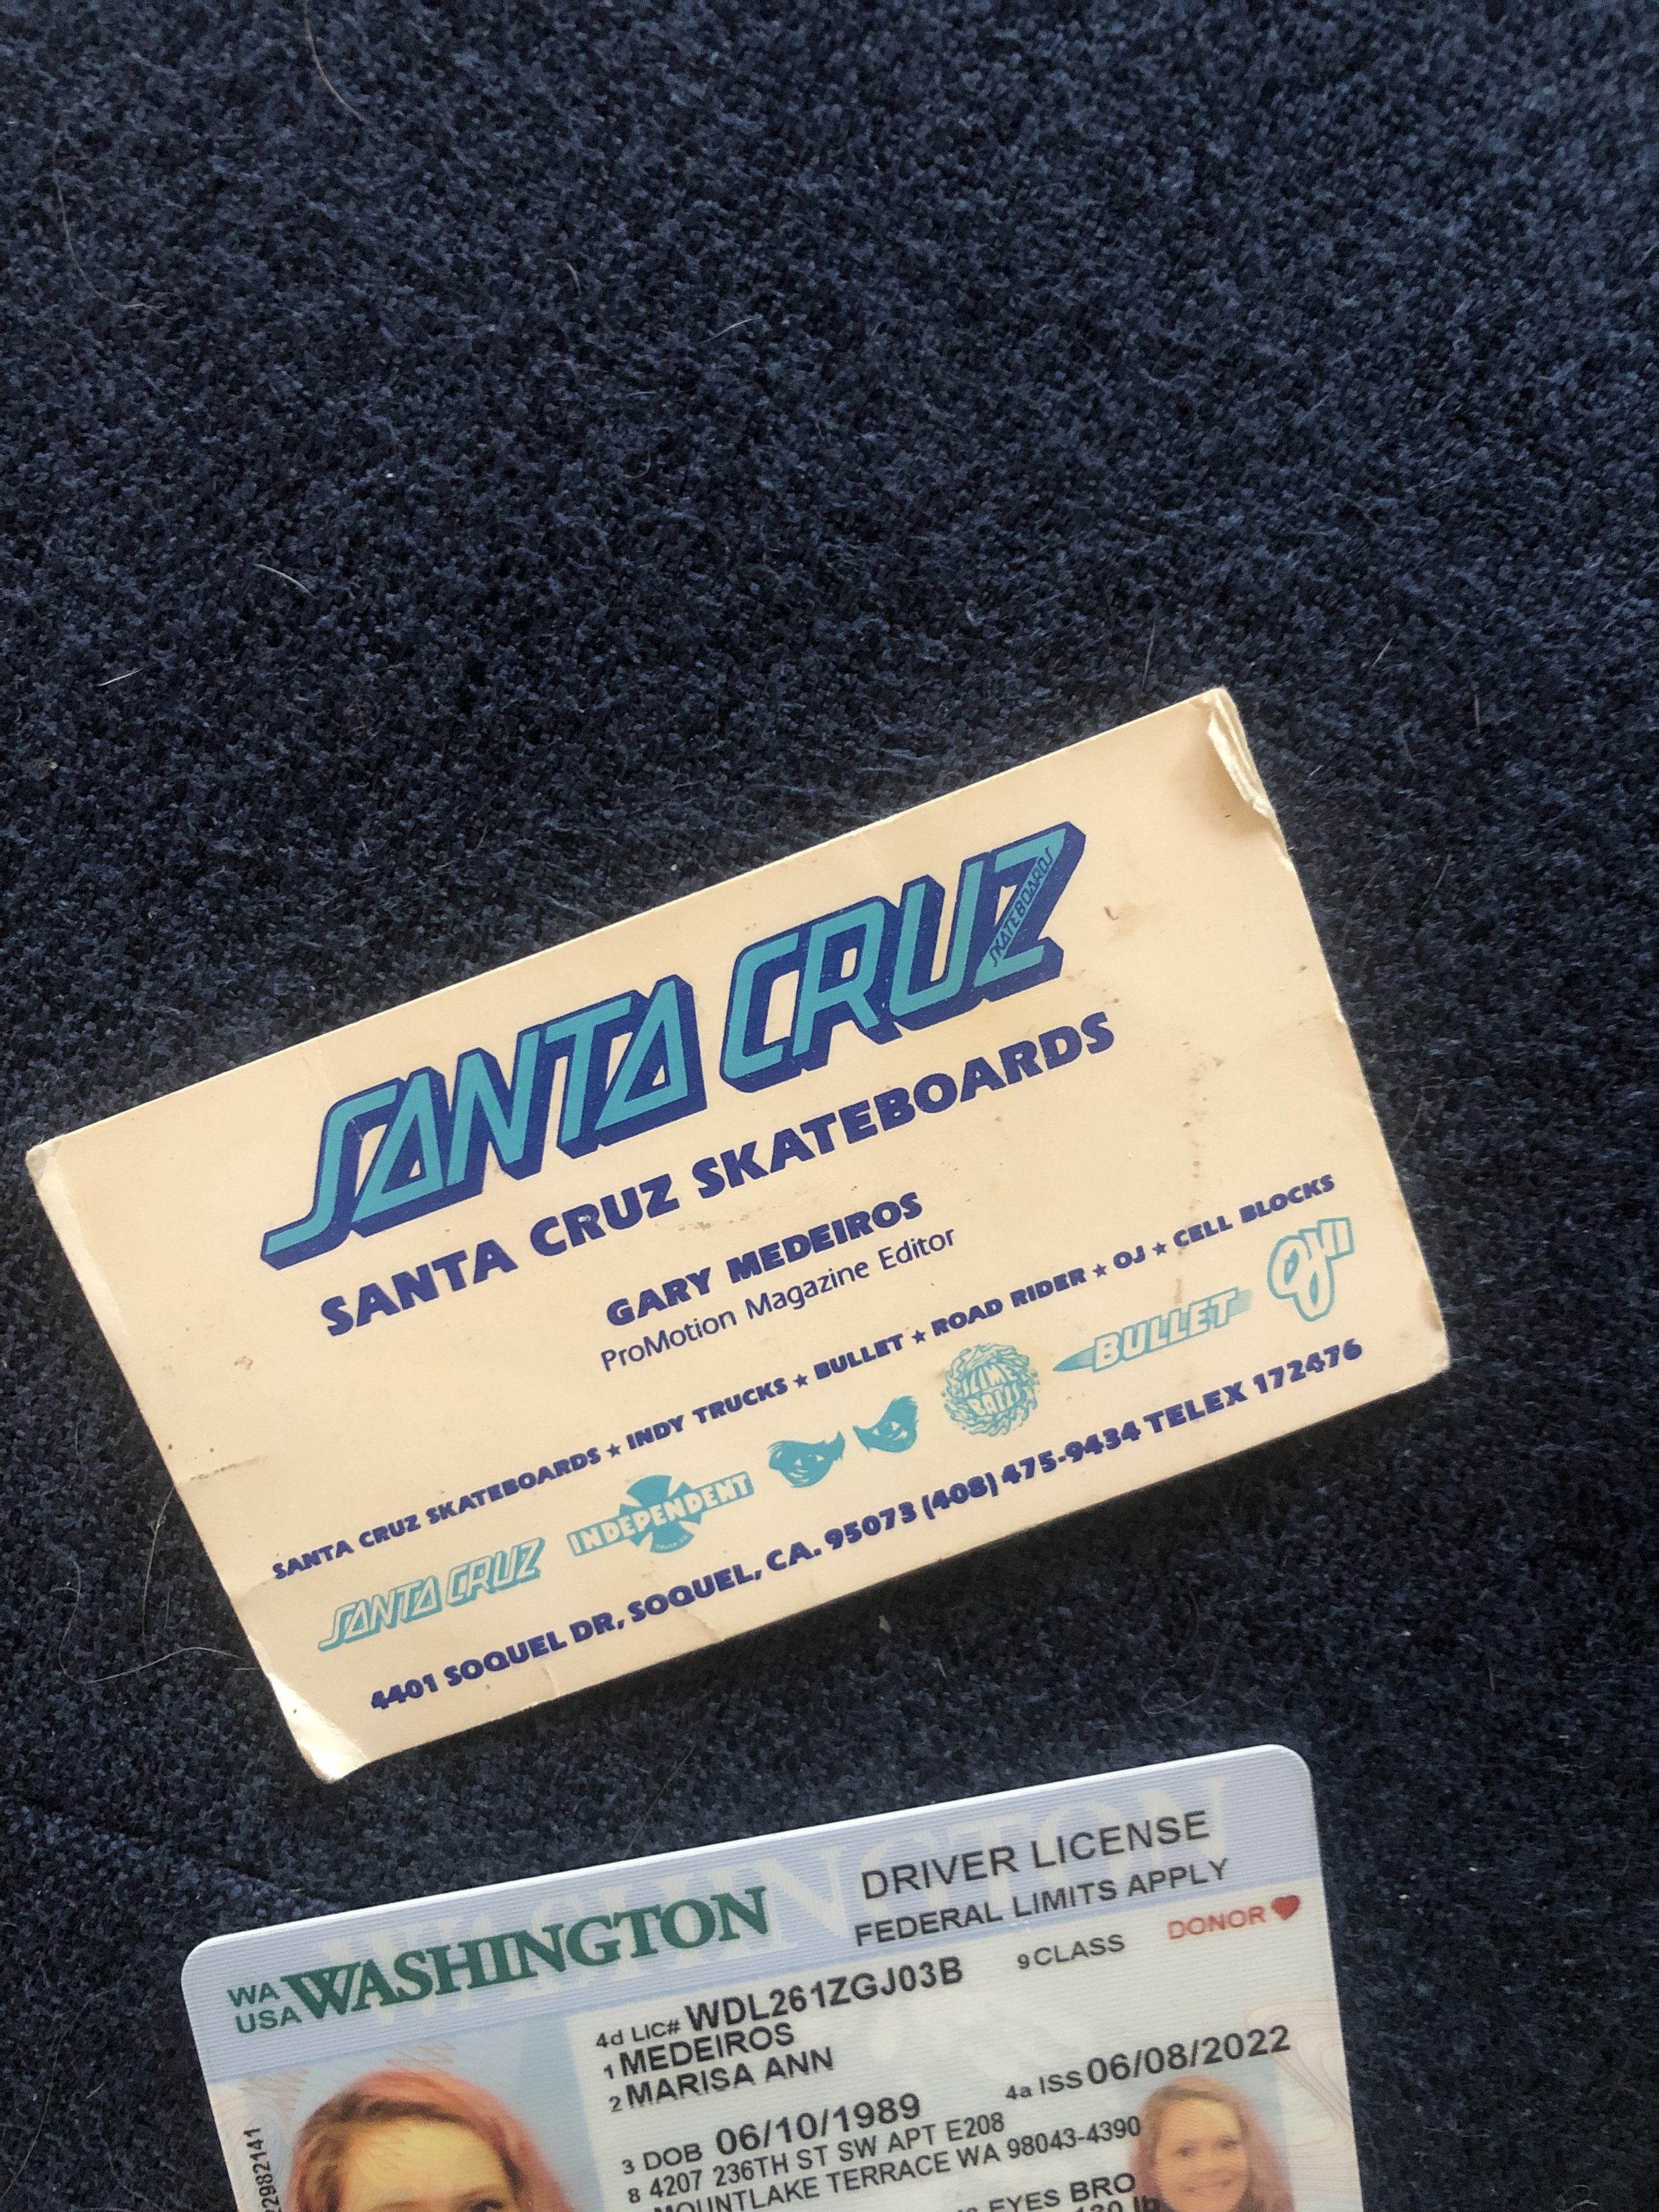 SANTA CRUZ
SKATEBOARDS
SANTA CRUZ SKATEBOARDS
GARY MEDEIROS
ProMotion Magazine Editor
SANTA CRUZ SKATEBOARDS ★ INDY TRUCKS ★ BULLET ★ ROAD RIDER ★ OJ ★ CELL BLOCKS
SANTA CRUZ INDEPENDENT SLIME BALLS BULLET OJII
4401 SOQUEL DR, SOQUEL, CA. 95073 (408) 475-9434 TELEX 172476
WASHINGTON
WA USA WASHINGTON
DRIVER LICENSE
FEDERAL LIMITS APPLY
4d LIC# WDL261ZGJ03B 9 CLASS DONOR
1 MEDEIROS
2 MARISA ANN
3 DOB 06/10/1989 4a ISS 06/08/2022
8 4207 236TH ST SW APT E208
MOUNTLAKE TERRACE WA 98043-4390
EYES BRO